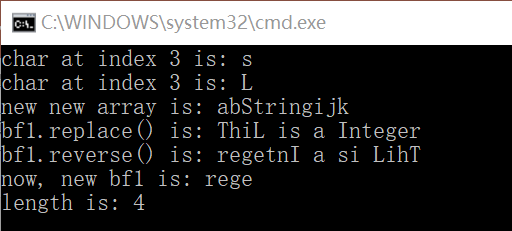 C:\WINDOWS\system32\cmd.exe
char at index 3 is: s
char at index 3 is: L
new new array is: abStringijk
bf1.replace() is: ThiL is a Integer
bf1.reverse() is: regetnI a si LihT
now, new bf1 is: rege
length is: 4